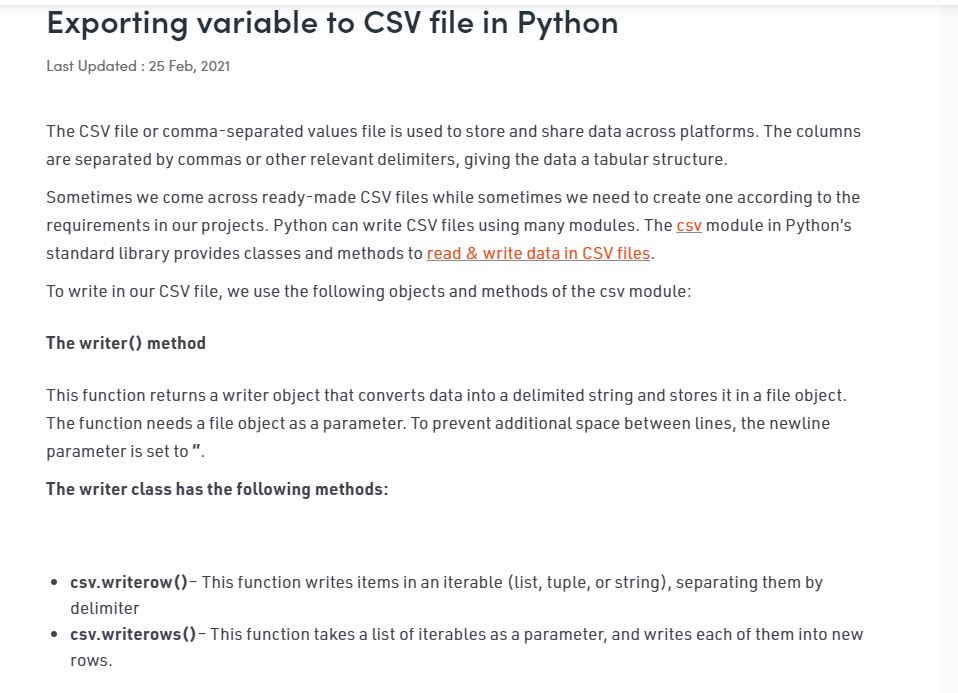 Exporting variable to CSV file in Python
Last Updated : 25 Feb, 2021
The CSV file or comma-separated values file is used to store and share data across platforms. The columns
are separated by commas or other relevant delimiters, giving the data a tabular structure.
Sometimes we come across ready-made CSV files while sometimes we need to create one according to the
requirements in our projects. Python can write CSV files using many modules. The csv module in Python's
standard library provides classes and methods to read & write data in CSV files.
To write in our CSV file, we use the following objects and methods of the csv module:
The writer() method
This function returns a writer object that converts data into a delimited string and stores it in a file object.
The function needs a file object as a parameter. To prevent additional space between lines, the newline
parameter is set to ”.
The writer class has the following methods:
• csv.writerow()– This function writes items in an iterable (list, tuple, or string), separating them by
delimiter
• csv.writerows()– This function takes a list of iterables as a parameter, and writes each of them into new
rows.